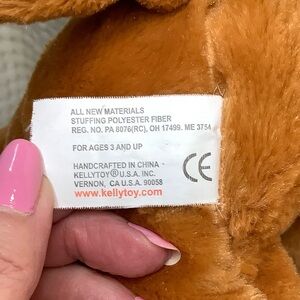 ALL NEW MATERIALS
STUFFING POLYESTER FIBER
REG. NO. PA 8076(RC), OH 17499. ME 3754
FOR AGES 3 AND UP
HANDCRAFTED IN CHINA
KELLYTOY® U.S.A. INC.
VERNON, CA U.S.A. 90058
www.kellytoy.com
CE